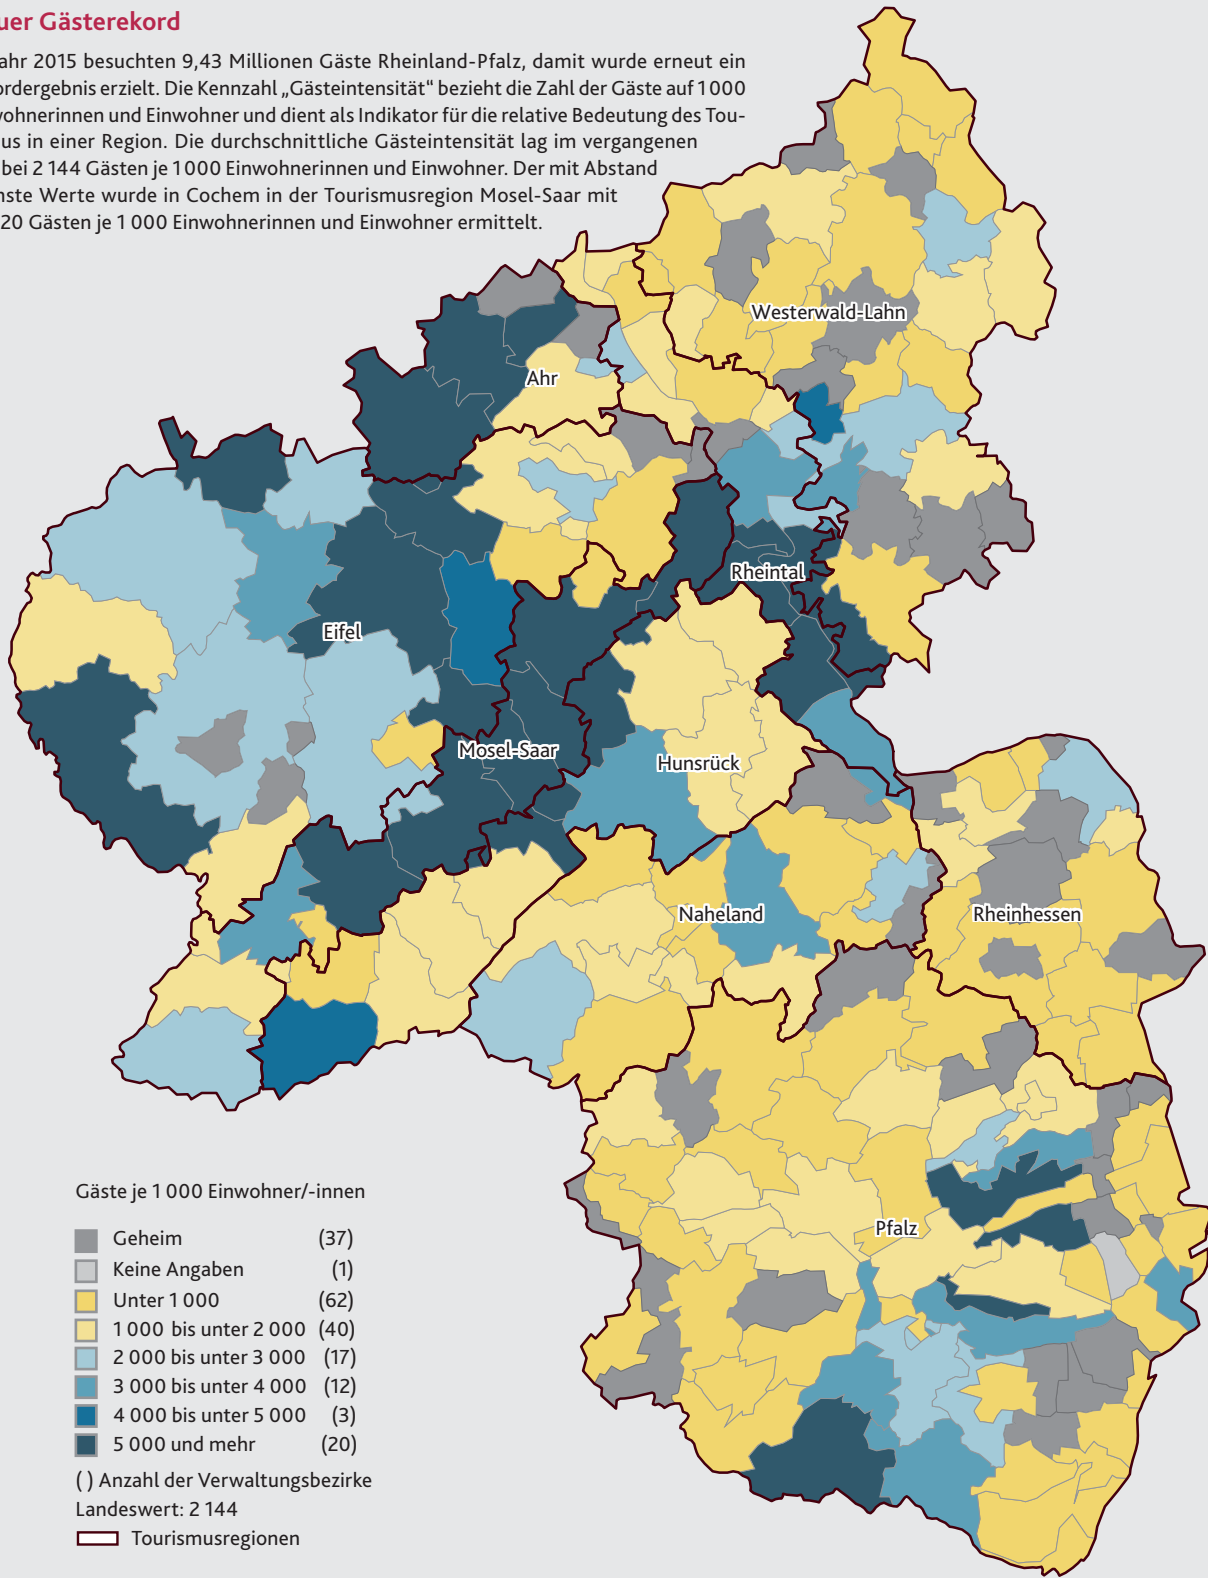 uer Gästerekord
ahr 2015 besuchten 9,43 Millionen Gäste Rheinland-Pfalz, damit wurde erneut ein
ordergebnis erzielt. Die Kennzahl „Gästeintensität“ bezieht die Zahl der Gäste auf 1 000
wohnerinnen und Einwohner und dient als Indikator für die relative Bedeutung des Tou-
us in einer Region. Die durchschnittliche Gästeintensität lag im vergangenen
bei 2 144 Gästen je 1 000 Einwohnerinnen und Einwohner. Der mit Abstand
nste Werte wurde in Cochem in der Tourismusregion Mosel-Saar mit
20 Gästen je 1 000 Einwohnerinnen und Einwohner ermittelt.
Westerwald-Lahn
Ahr
Rheintal
Eifel
Mosel-Saar
Hunsrück
Naheland
Rheinhessen
Pfalz
Gäste je 1 000 Einwohner/-innen
Geheim (37)
Keine Angaben (1)
Unter 1 000 (62)
1 000 bis unter 2 000 (40)
2 000 bis unter 3 000 (17)
3 000 bis unter 4 000 (12)
4 000 bis unter 5 000 (3)
5 000 und mehr (20)
( ) Anzahl der Verwaltungsbezirke
Landeswert: 2 144
Tourismusregionen